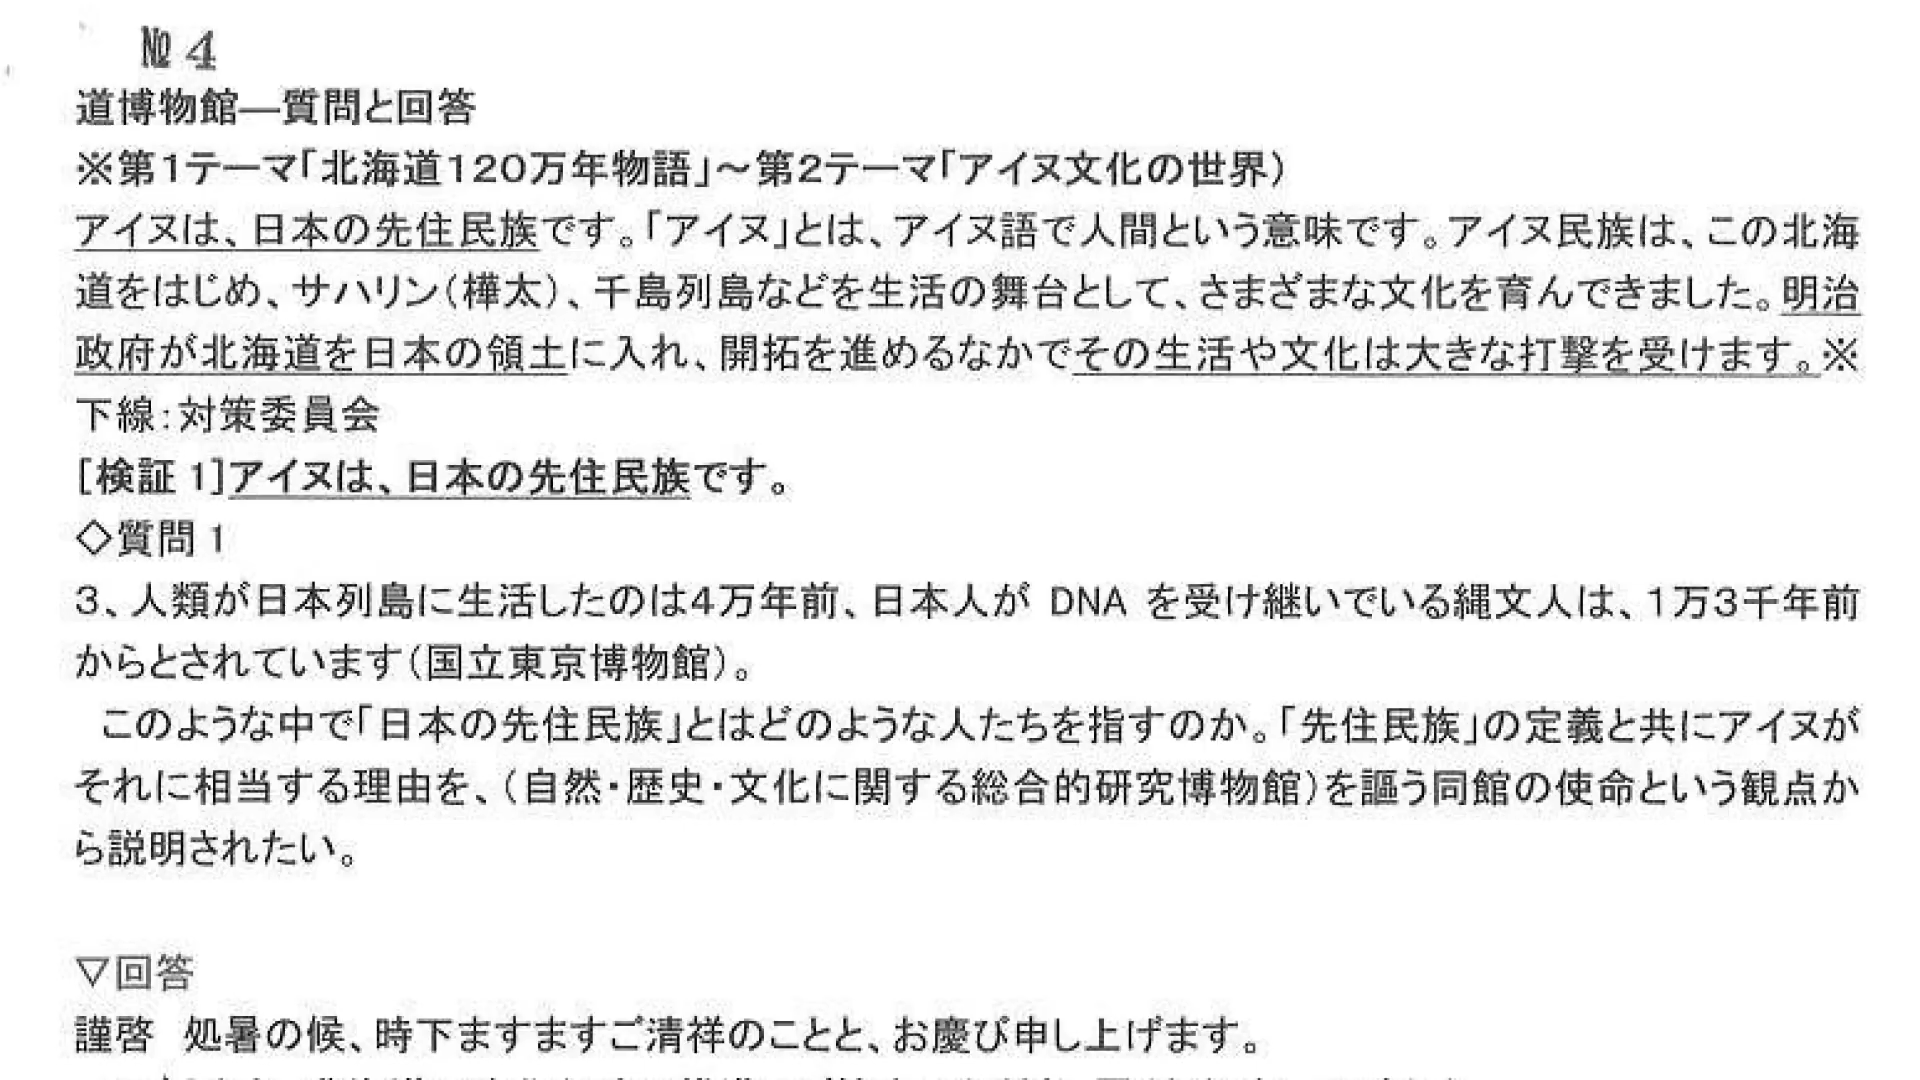 №4
道博物館―質問と回答
※第1テーマ「北海道120万年物語」～第2テーマ「アイヌ文化の世界）
アイヌは、日本の先住民族です。「アイヌ」とは、アイヌ語で人間という意味です。アイヌ民族は、この北海
道をはじめ、サハリン（樺太）、千島列島などを生活の舞台として、さまざまな文化を育んできました。明治
政府が北海道を日本の領土に入れ、開拓を進めるなかでその生活や文化は大きな打撃を受けます。※
下線：対策委員会
［検証1］アイヌは、日本の先住民族です。
◇質問1
3、人類が日本列島に生活したのは4万年前、日本人が DNA を受け継いでいる縄文人は、1万3千年前
からとされています（国立東京博物館）。
このような中で「日本の先住民族」とはどのような人たちを指すのか。「先住民族」の定義と共にアイヌが
それに相当する理由を、（自然・歴史・文化に関する総合的研究博物館）を謳う同館の使命という観点か
ら説明されたい。
▽回答
謹啓　処暑の候、時下ますますご清祥のことと、お慶び申し上げます。